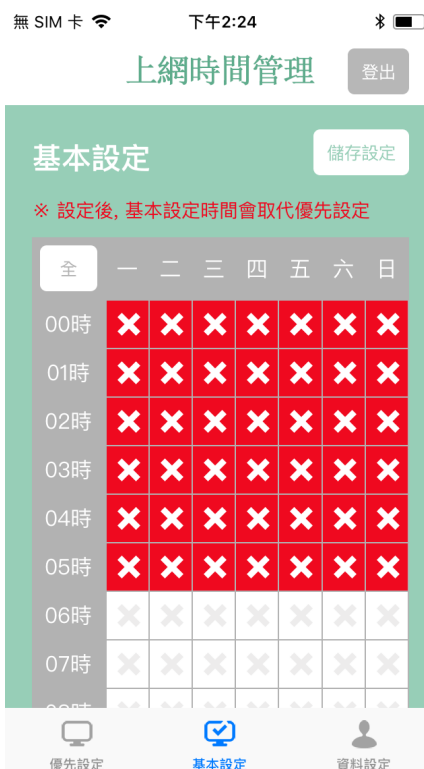 無 SIM 卡 下午2:24
上網時間管理 登出
基本設定 儲存設定
※ 設定後, 基本設定時間會取代優先設定
全 一 二 三 四 五 六 日
00時
01時
02時
03時
04時
05時
06時
07時
優先設定 基本設定 資料設定